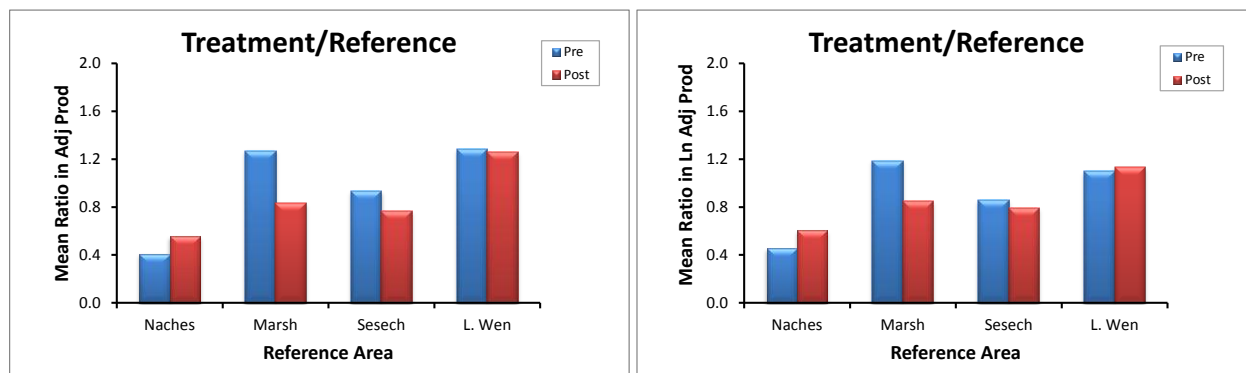 Treatment/Reference
Pre
Post
Mean Ratio in Adj Prod
2.0
1.6
1.2
0.8
0.4
0.0
Naches Marsh Sesech L. Wen
Reference Area
Treatment/Reference
Pre
Post
Mean Ratio in Ln Adj Prod
2.0
1.6
1.2
0.8
0.4
0.0
Naches Marsh Sesech L. Wen
Reference Area